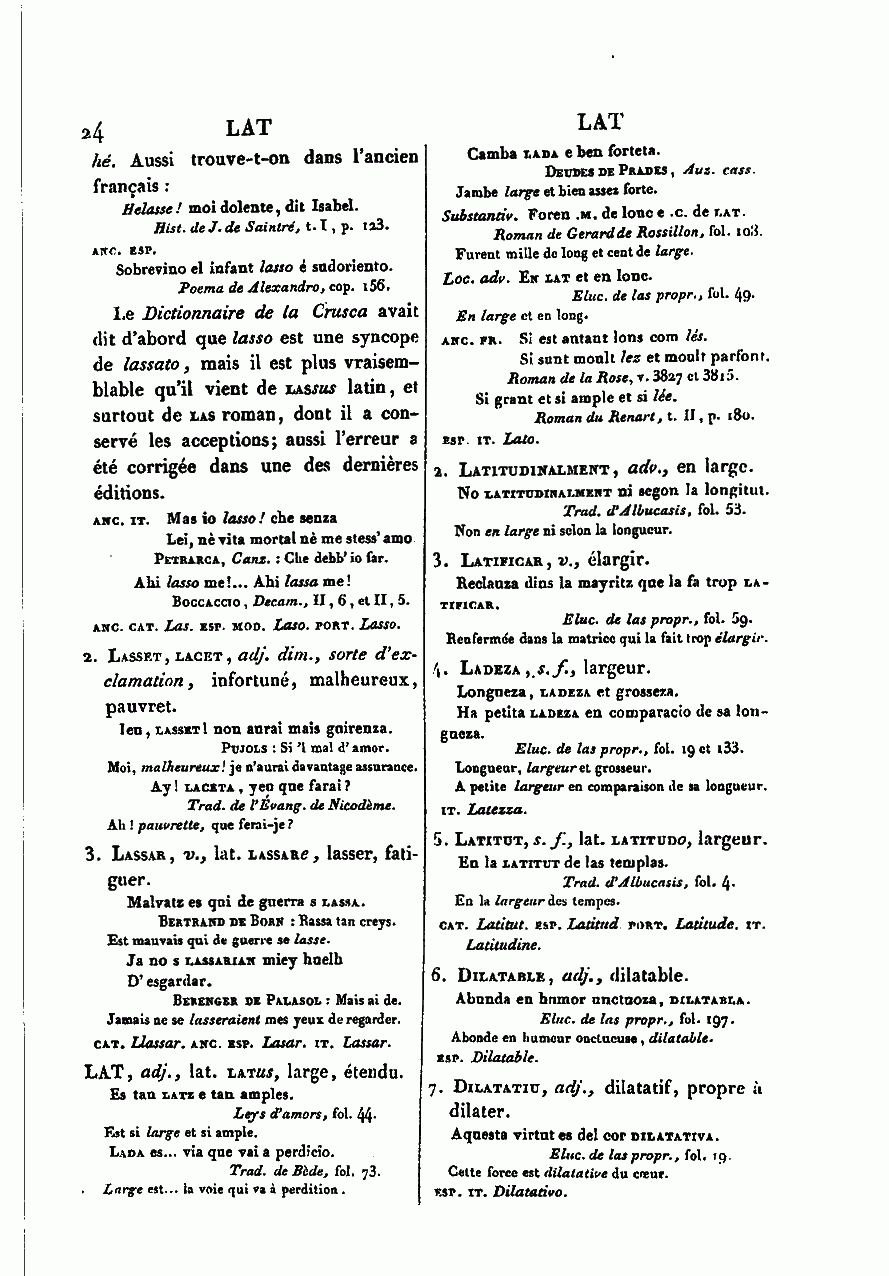 24 LAT
hé. Aussi trouve-t-on dans l'ancien
français :
Helasse! moi dolente, dit Isabel.
Hist. de J. de Saintré, t. I, p. 123.
ANC. ESP.
Sobrevino el infant lasso é sudoriento.
Poema de Alexandro, cop. 156.
Le Dictionnaire de la Crusca avait
dit d'abord que lasso est une syncope
de lassato, mais il est plus vraisem-
blable qu'il vient de LASsus latin, et
surtout de LAS roman, dont il a con-
servé les acceptions; aussi l'erreur a
été corrigée dans une des dernières
éditions.
ANC. IT. Mas io lasso! che senza
Lei, nè vita mortal nè me stess' amo
PETRARCA, Canz. : Che debb' io far.
Ahi lasso me!... Ahi lassa me!
BOCCACCIO, Decam., II, 6, et II, 5.
ANC. CAT. Las. ESP. MOD. Laso. PORT. Lasso.
2. LASSET, LACET, adj. dim., sorte d'ex-
clamation, infortuné, malheureux,
pauvret.
Ieu, LASSET! non aurai mais guirenza.
PUJOLS : Si 'l mal d'amor.
Moi, malheureux! je n'aurai davantage assurance.
Ay! LACETA, yeu que farai?
Trad. de l'Évang. de Nicodème.
Ah! pauvrette, que ferai-je?
3. LASSAR, v., lat. LASSARe, lasser, fati-
guer.
Malvatz es qui de guerra s LASSA.
BERTRAND DE BORN : Rassa tan creys.
Est mauvais qui de guerre se lasse.
Ja no s LASSARIAN miey huelh
D'esgardar.
BERENGER DE PALASOL : Mais ai de.
Jamais ne se lasseraient mes yeux de regarder.
CAT. Llassar. ANC. ESP. Lasar. IT. Lassar.
LAT, adj., lat. LATus, large, étendu.
Es tan LATZ e tan amples.
Leys d'amors, fol. 44.
Est si large et si ample.
LADA es... via que vai a perdicio.
Trad. de Bède, fol. 73.
Large est... la voie qui va à perdition.
LAT
Camba LADA e ben forteta.
DEUDES DE PRADES, Auz. cass.
Jambe large et bien assez forte.
Substantiv. Foren .M. de lonc e .C. de LAT.
Roman de Gerard de Rossillon, fol. 103.
Furent mille de long et cent de large.
Loc. adv. EN LAT et en lonc.
Eluc. de las propr., fol. 49.
En large et en long.
ANC. FR. Si est autant lons com lés.
Si sunt moult lez et moult parfont.
Roman de la Rose, v. 3827 et 3815.
Si grant et si ample et si lée.
Roman du Renart, t. II, p. 180.
ESP. IT. Lato.
2. LATITUDINALMENT, adv., en large.
No LATITUDINALMENT ni segon la longitut.
Trad. d'Albucasis, fol. 53.
Non en large ni selon la longueur.
3. LATIFICAR, v., élargir.
Reclauza dins la mayritz que la fa trop LA-
TIFICAR.
Eluc. de las propr., fol. 59.
Renfermée dans la matrice qui la fait trop élargir.
4. LADEZA, s. f., largeur.
Longueza, LADEZA et grosseza.
Ha petita LADEZA en comparacio de sa lon-
gueza.
Eluc. de las propr., fol. 19 et 133.
Longueur, largeur et grosseur.
A petite largeur en comparaison de sa longueur.
IT. Latezza.
5. LATITUT, s. f., lat. LATITUDO, largeur.
En la LATITUT de las templas.
Trad. d'Albucasis, fol. 4.
En la largeur des tempes.
CAT. Latitut. ESP. Latitud. PORT. Latitude. IT.
Latitudine.
6. DILATABLE, adj., dilatable.
Abunda en humor unctuoza, DILATABLA.
Eluc. de las propr., fol. 197.
Abonde en humeur onctueuse, dilatable.
ESP. Dilatable.
7. DILATATIU, adj., dilatatif, propre à
dilater.
Aquesta virtut es del cor DILATATIVA.
Eluc. de las propr., fol. 19.
Cette force est dilatative du cœur.
ESP. IT. Dilatativo.